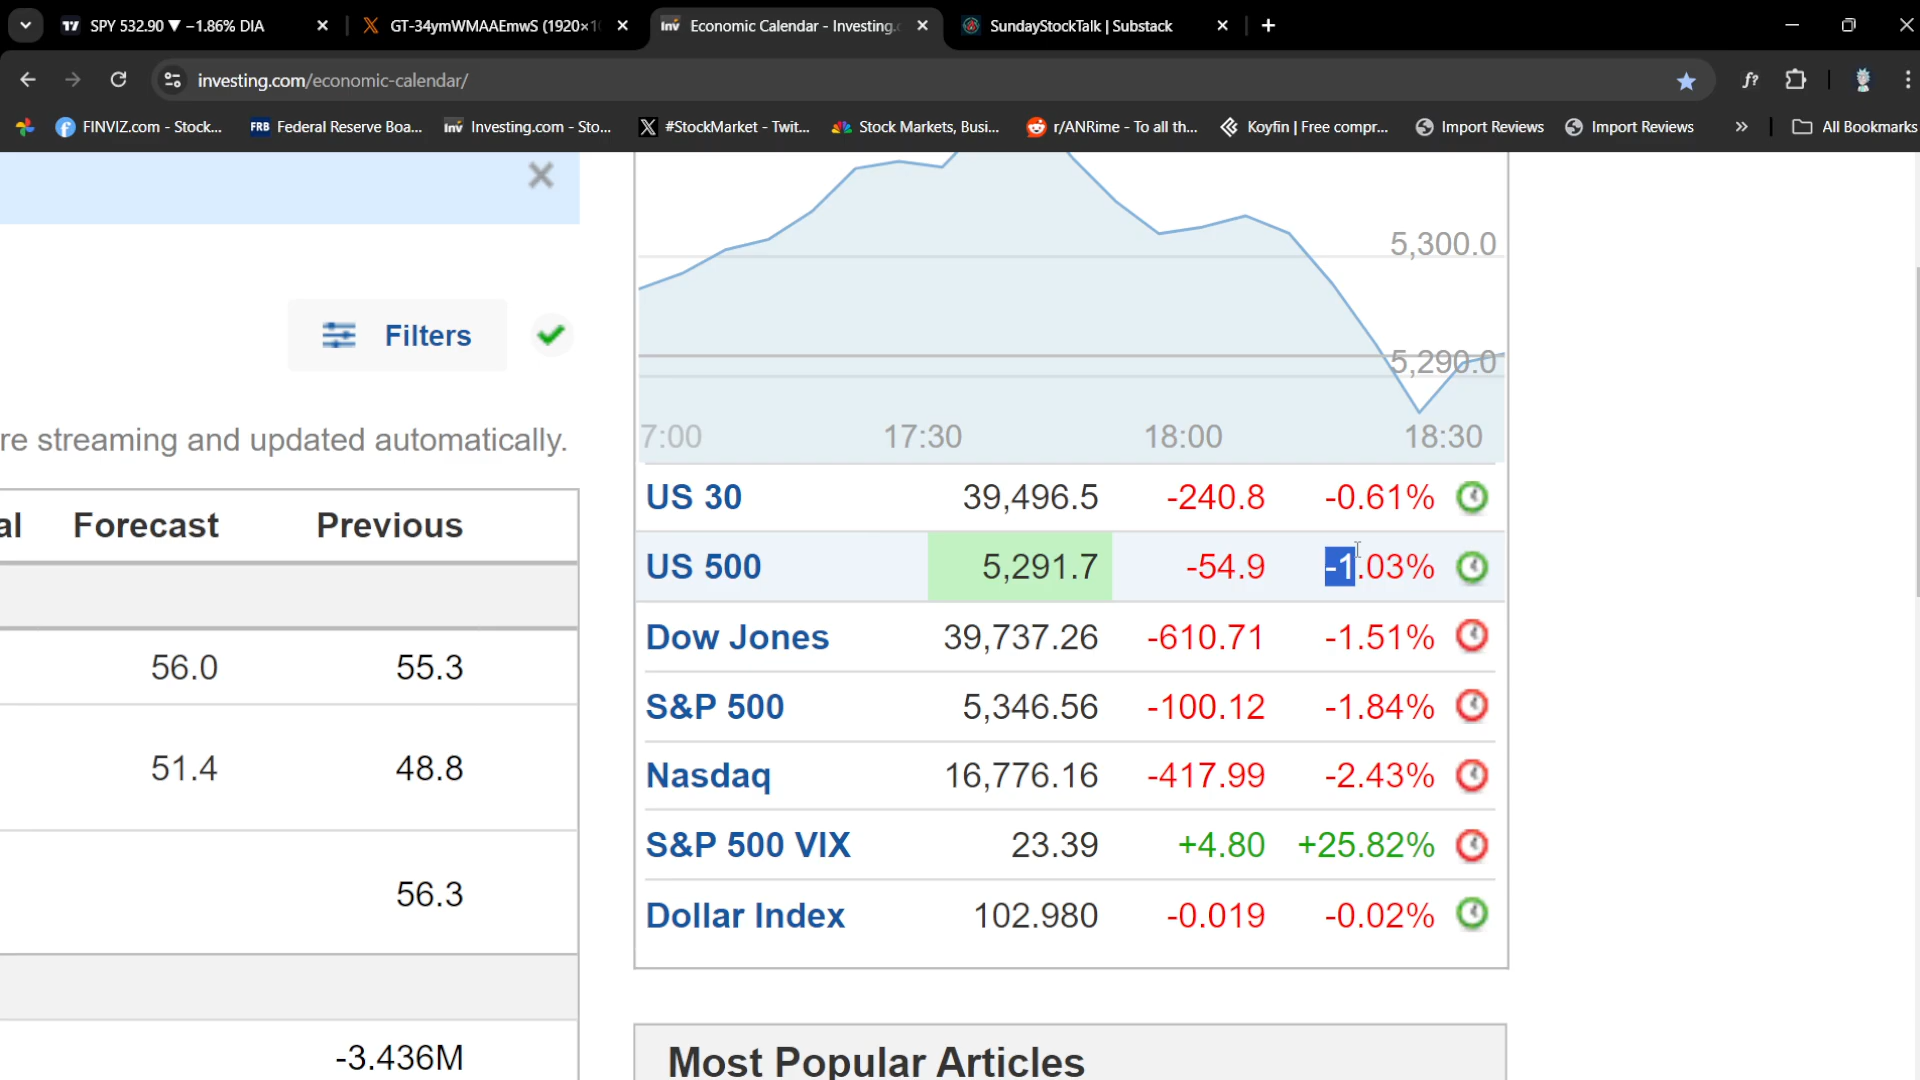 SPY 532.90 ▼ −1.86% DIA
GT-34ymWMAAEmwS (1920×10
Economic Calendar - Investing.c
SundayStockTalk | Substack
investing.com/economic-calendar/
f?
FINVIZ.com - Stock...
FRB Federal Reserve Boa...
Inv Investing.com - Sto...
#StockMarket - Twit...
Stock Markets, Busi...
r/ANRime - To all th...
Koyfin | Free compr...
Import Reviews
Import Reviews
»
All Bookmarks
5,300.0
Filters
5,290.0
re streaming and updated automatically.
7:00 17:30 18:00 18:30
US 30 39,496.5 -240.8 -0.61%
al Forecast Previous
US 500 5,291.7 -54.9 -1.03%
Dow Jones 39,737.26 -610.71 -1.51%
56.0 55.3
S&P 500 5,346.56 -100.12 -1.84%
51.4 48.8
Nasdaq 16,776.16 -417.99 -2.43%
S&P 500 VIX 23.39 +4.80 +25.82%
56.3
Dollar Index 102.980 -0.019 -0.02%
-3.436M
Most Popular Articles